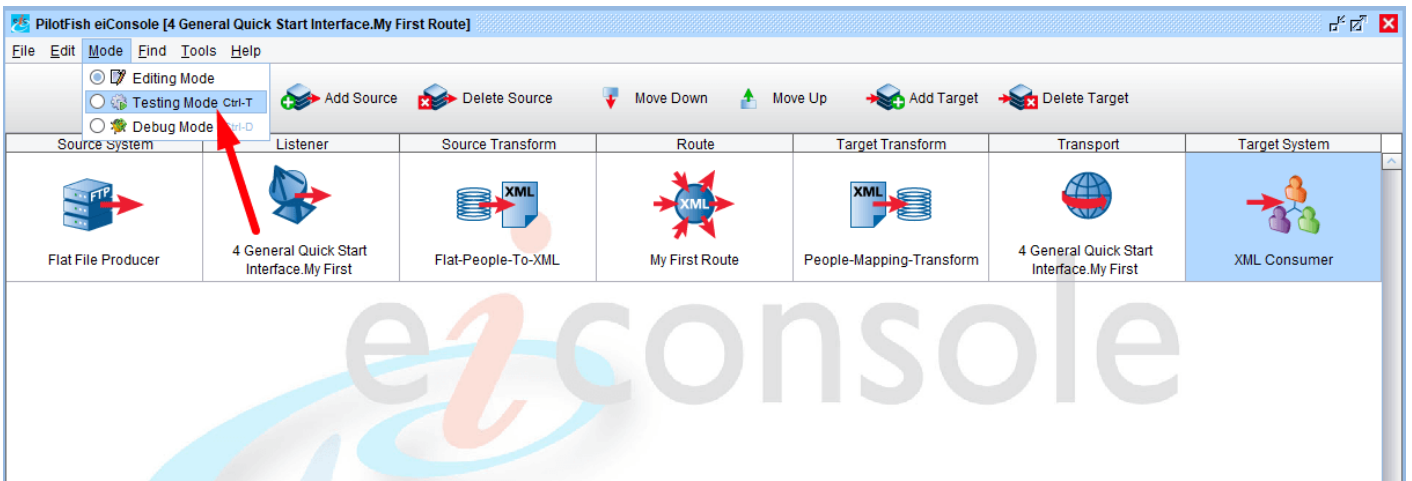 PilotFish eiConsole [4 General Quick Start Interface.My First Route]
File Edit Mode Find Tools Help
Editing Mode
Testing Mode Ctrl-T
Debug Mode Ctrl-D
Add Source Delete Source Move Down Move Up Add Target Delete Target
Source System Listener Source Transform Route Target Transform Transport Target System
FTP XML XML XML
Flat File Producer
4 General Quick Start
Interface.My First
Flat-People-To-XML
My First Route
People-Mapping-Transform
4 General Quick Start
Interface.My First
XML Consumer
eiconsole